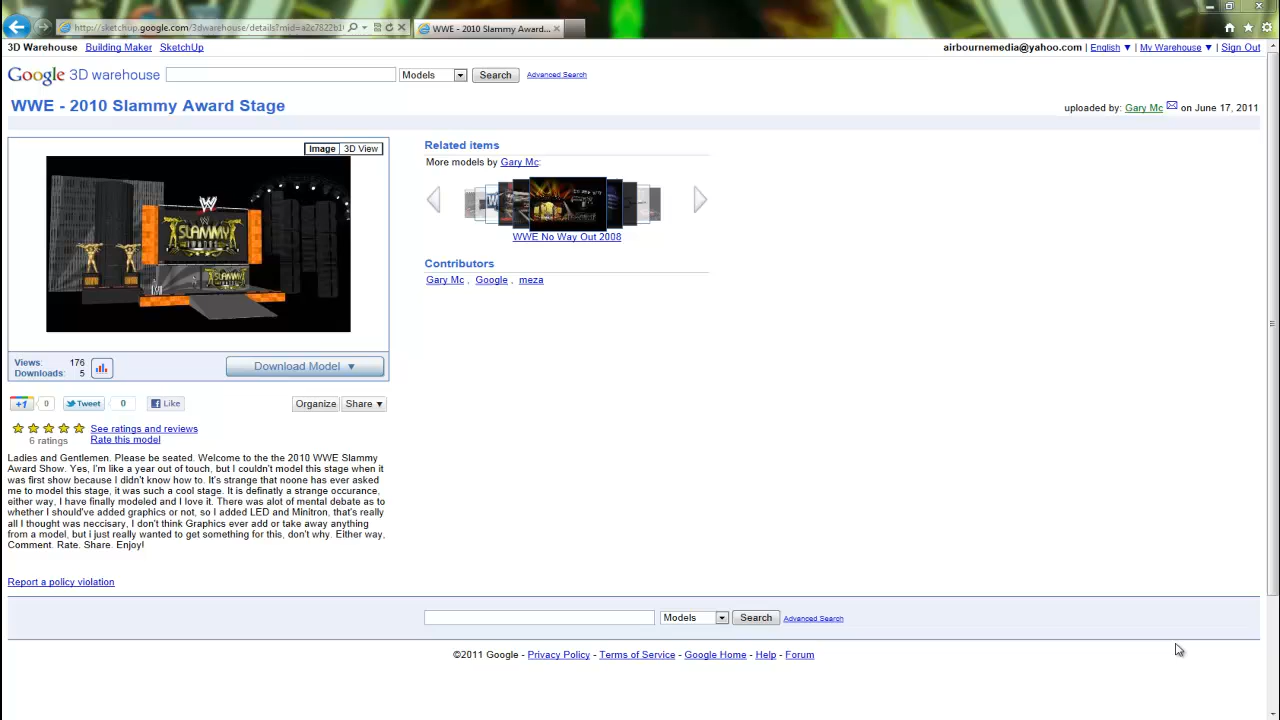 http://sketchup.google.com/3dwarehouse/details?mid=a2c7822b1
WWE - 2010 Slammy Award...
3D Warehouse Building Maker SketchUp
airbournemedia@yahoo.com | English ▼ | My Warehouse ▼ | Sign Out
Google 3D warehouse Models Search Advanced Search
WWE - 2010 Slammy Award Stage
uploaded by: Gary Mc on June 17, 2011
Image 3D View
SLAMMY
SLAMMY
Related items
More models by Gary Mc:
WWE No Way Out 2008
Contributors
Gary Mc , Google , meza
Views: 176
Downloads: 5
Download Model ▼
+1 0 Tweet 0 Like
Organize Share ▼
See ratings and reviews
6 ratings Rate this model
Ladies and Gentlemen. Please be seated. Welcome to the the 2010 WWE Slammy
Award Show. Yes, I'm like a year out of touch, but I couldn't model this stage when it
was first show because I didn't know how to. It's strange that noone has ever asked
me to model this stage, it was such a cool stage. It is definatly a strange occurance,
either way, I have finally modeled and I love it. There was alot of mental debate as to
whether I should've added graphics or not, so I added LED and Minitron, that's really
all I thought was neccisary, I don't think Graphics ever add or take away anything
from a model, but i just really wanted to get something for this, don't why. Either way,
Comment. Rate. Share. Enjoy!
Report a policy violation
Models Search Advanced Search
©2011 Google - Privacy Policy - Terms of Service - Google Home - Help - Forum